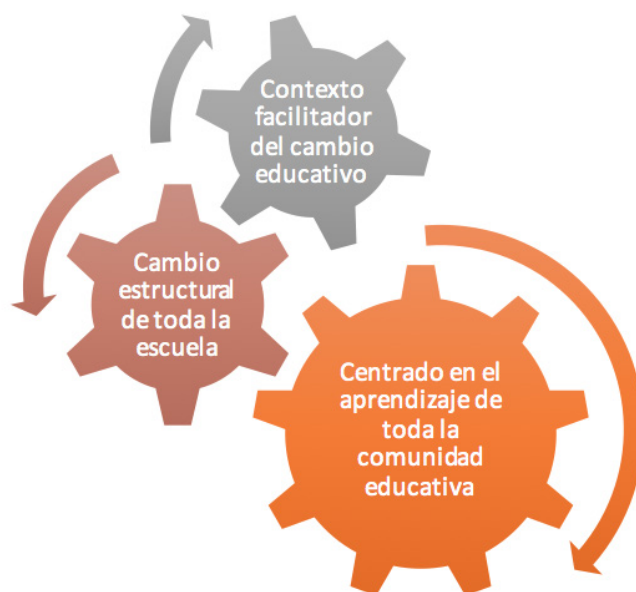 Contexto
facilitador
del cambio
educativo
Cambio
estructural
de toda la
escuela
Centrado en el
aprendizaje de
toda la
comunidad
educativa